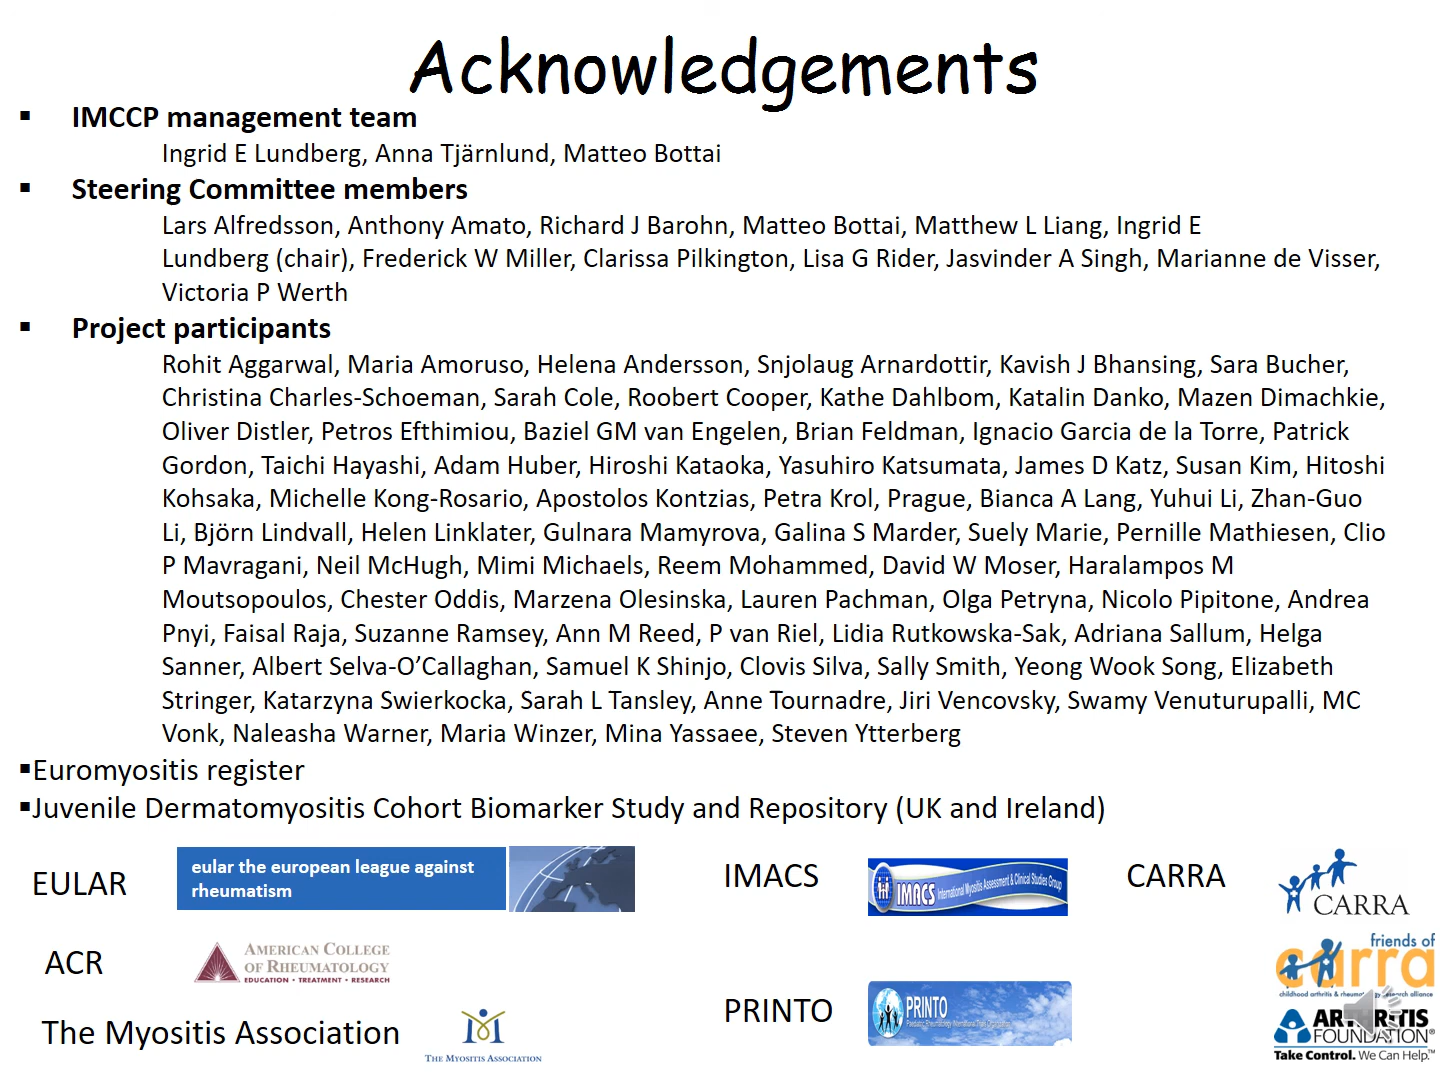 Acknowledgements
▪ IMCCP management team
Ingrid E Lundberg, Anna Tjärnlund, Matteo Bottai
▪ Steering Committee members
Lars Alfredsson, Anthony Amato, Richard J Barohn, Matteo Bottai, Matthew L Liang, Ingrid E
Lundberg (chair), Frederick W Miller, Clarissa Pilkington, Lisa G Rider, Jasvinder A Singh, Marianne de Visser,
Victoria P Werth
▪ Project participants
Rohit Aggarwal, Maria Amoruso, Helena Andersson, Snjolaug Arnardottir, Kavish J Bhansing, Sara Bucher,
Christina Charles-Schoeman, Sarah Cole, Roobert Cooper, Kathe Dahlbom, Katalin Danko, Mazen Dimachkie,
Oliver Distler, Petros Efthimiou, Baziel GM van Engelen, Brian Feldman, Ignacio Garcia de la Torre, Patrick
Gordon, Taichi Hayashi, Adam Huber, Hiroshi Kataoka, Yasuhiro Katsumata, James D Katz, Susan Kim, Hitoshi
Kohsaka, Michelle Kong-Rosario, Apostolos Kontzias, Petra Krol, Prague, Bianca A Lang, Yuhui Li, Zhan-Guo
Li, Björn Lindvall, Helen Linklater, Gulnara Mamyrova, Galina S Marder, Suely Marie, Pernille Mathiesen, Clio
P Mavragani, Neil McHugh, Mimi Michaels, Reem Mohammed, David W Moser, Haralampos M
Moutsopoulos, Chester Oddis, Marzena Olesinska, Lauren Pachman, Olga Petryna, Nicolo Pipitone, Andrea
Pnyi, Faisal Raja, Suzanne Ramsey, Ann M Reed, P van Riel, Lidia Rutkowska-Sak, Adriana Sallum, Helga
Sanner, Albert Selva-O’Callaghan, Samuel K Shinjo, Clovis Silva, Sally Smith, Yeong Wook Song, Elizabeth
Stringer, Katarzyna Swierkocka, Sarah L Tansley, Anne Tournadre, Jiri Vencovsky, Swamy Venuturupalli, MC
Vonk, Naleasha Warner, Maria Winzer, Mina Yassaee, Steven Ytterberg
▪Euromyositis register
▪Juvenile Dermatomyositis Cohort Biomarker Study and Repository (UK and Ireland)
EULAR
eular the european league against
rheumatism
IMACS
IMACS International Myositis Assessment & Clinical Studies Group
CARRA
CARRA
ACR
AMERICAN COLLEGE
OF RHEUMATOLOGY
EDUCATION • TREATMENT • RESEARCH
friends of
carra
childhood arthritis & rheumatology research alliance
PRINTO
PRINTO
Paediatric Rheumatology International Trials Organisation
The Myositis Association
THE MYOSITIS ASSOCIATION
ARTHRITIS
FOUNDATION®
Take Control. We Can Help.™